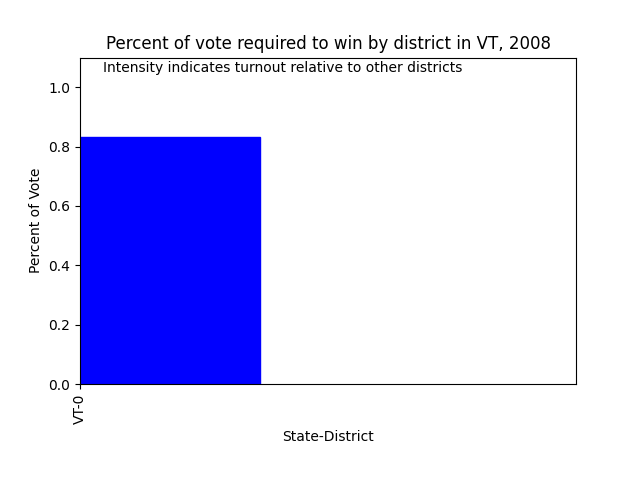 Percent of vote required to win by district in VT, 2008
Intensity indicates turnout relative to other districts
1.0
0.8
0.6
0.4
0.2
0.0
Percent of Vote
VT-0
State-District